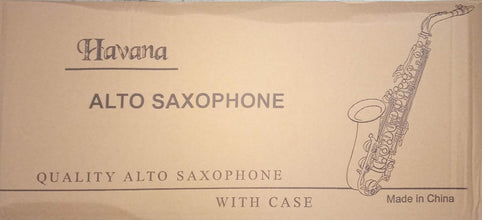 Havana
ALTO SAXOPHONE
QUALITY ALTO SAXOPHONE
WITH CASE
Made in China